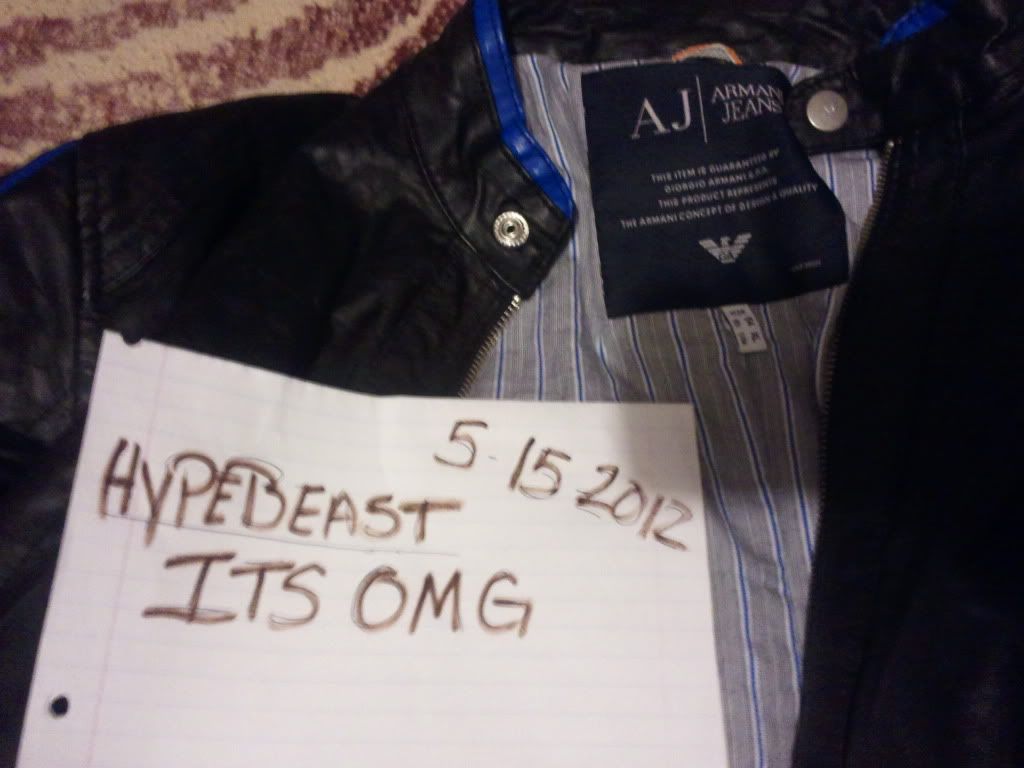 AJ | ARMANI
JEANS
THIS ITEM IS GUARANTEED BY
GIORGIO ARMANI S.P.A.
THIS PRODUCT REPRESENTS
THE ARMANI CONCEPT OF DESIGN & QUALITY
5-15 2012
HYPEBEAST
ITS OMG